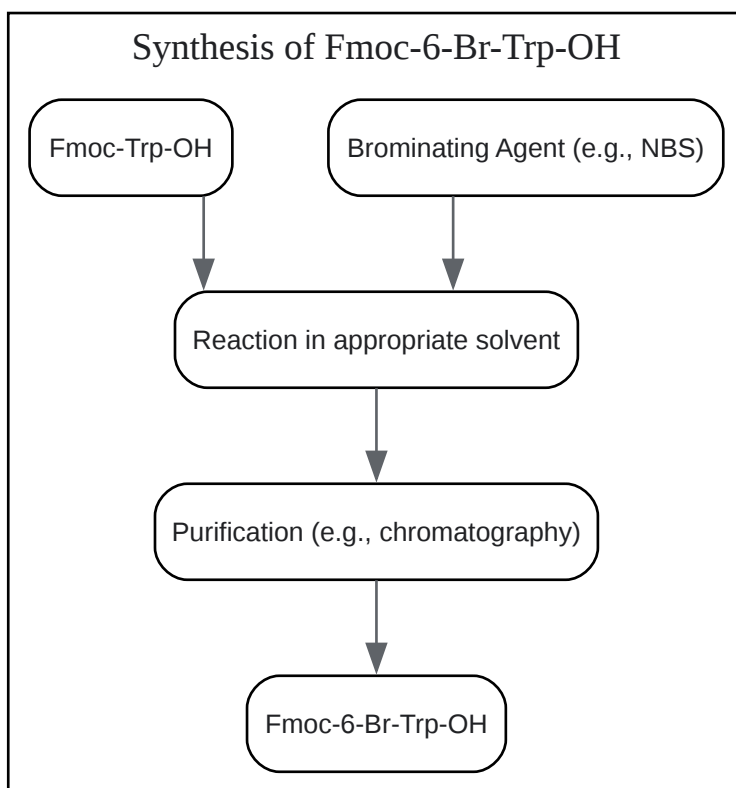 Synthesis of Fmoc-6-Br-Trp-OH
Fmoc-Trp-OH
Brominating Agent (e.g., NBS)
Reaction in appropriate solvent
Purification (e.g., chromatography)
Fmoc-6-Br-Trp-OH